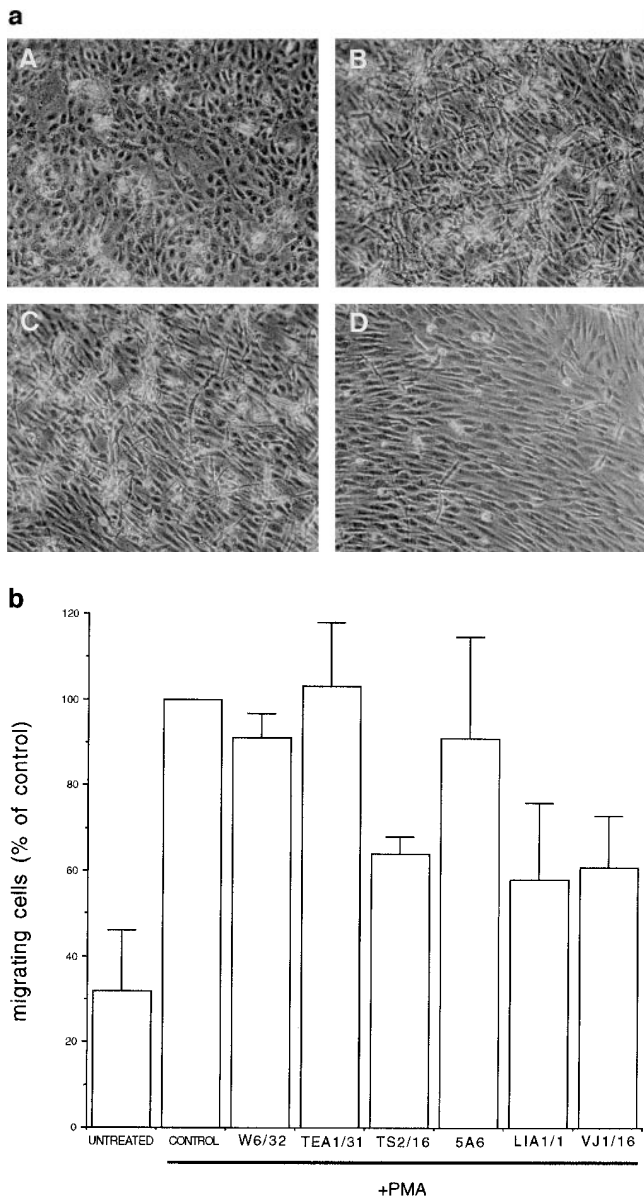 a
A
B
C
D
b
migrating cells (% of control)
120
100
80
60
40
20
0
UNTREATED CONTROL W6/32 TEA1/31 TS2/16 5A6 LIA1/1 VJ1/16
+PMA